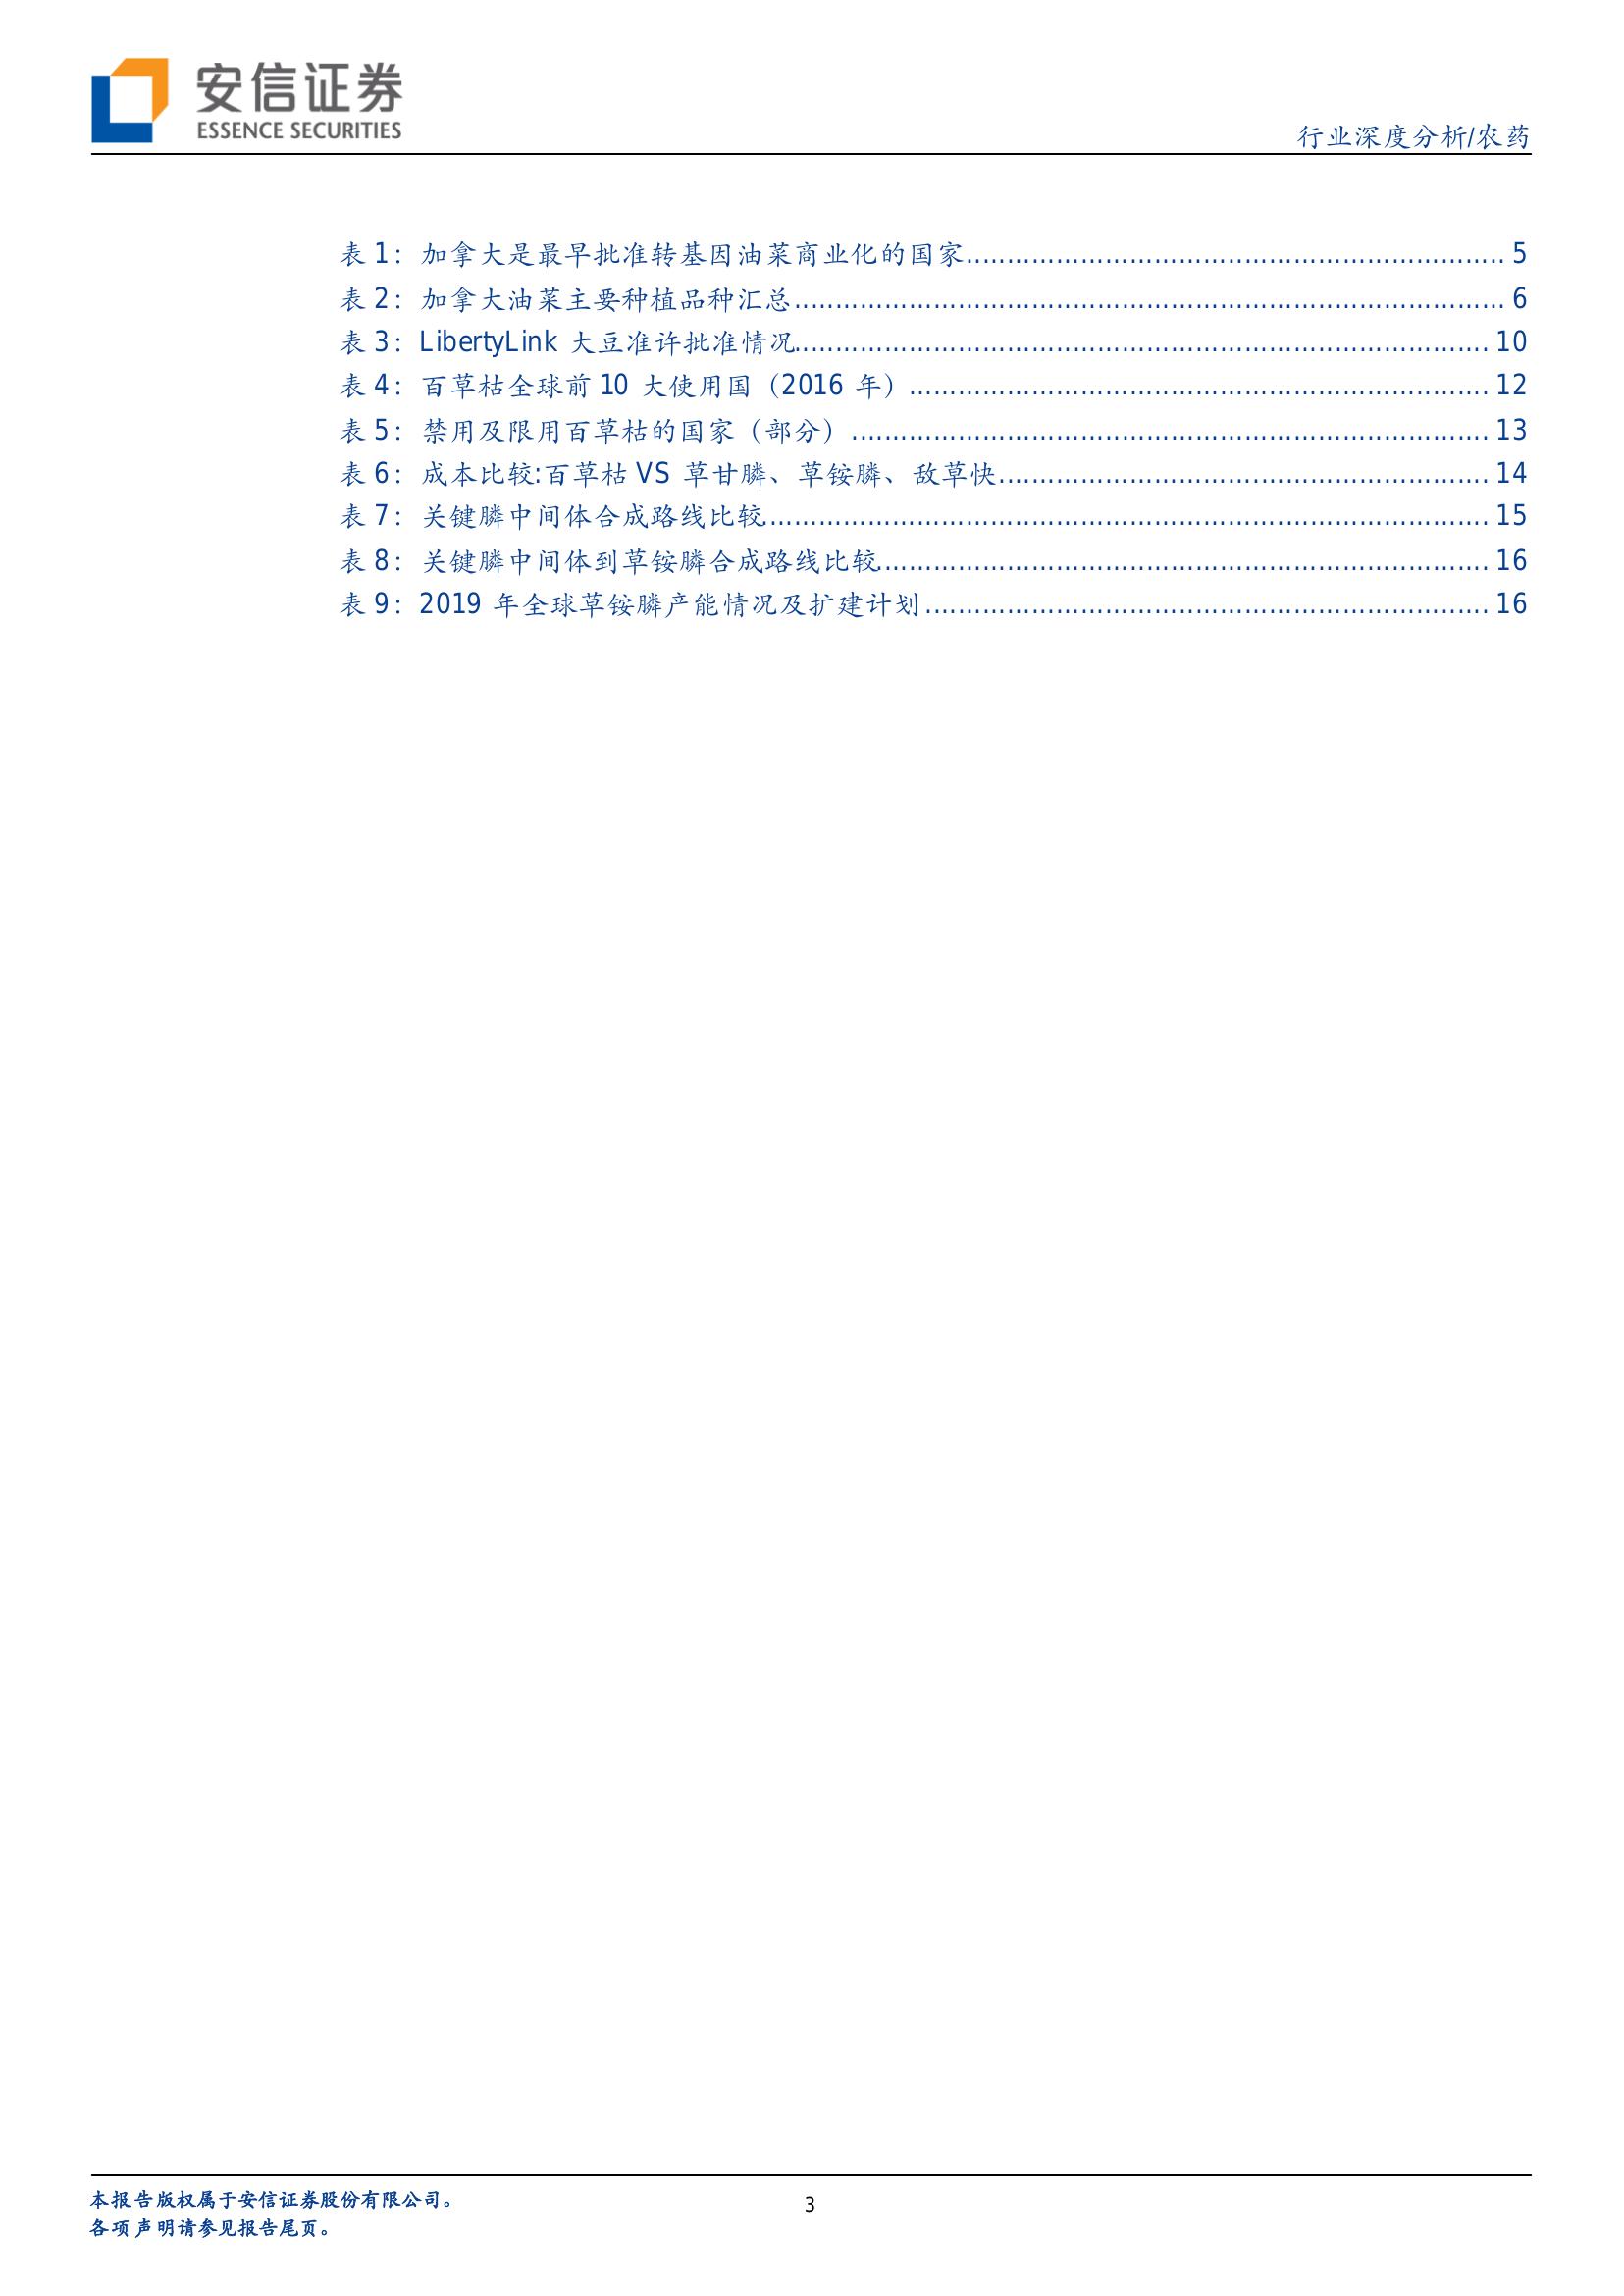 安信证券
ESSENCE SECURITIES
行业深度分析/农药
表 1：加拿大是最早批准转基因油菜商业化的国家.................................................................. 5
表 2：加拿大油菜主要种植品种汇总....................................................................................... 6
表 3：LibertyLink 大豆准许批准情况..................................................................................... 10
表 4：百草枯全球前 10 大使用国（2016 年）....................................................................... 12
表 5：禁用及限用百草枯的国家（部分）.............................................................................. 13
表 6：成本比较:百草枯 VS 草甘膦、草铵膦、敌草快............................................................ 14
表 7：关键膦中间体合成路线比较......................................................................................... 15
表 8：关键膦中间体到草铵膦合成路线比较........................................................................... 16
表 9：2019 年全球草铵膦产能情况及扩建计划..................................................................... 16
本报告版权属于安信证券股份有限公司。
各项声明请参见报告尾页。
3